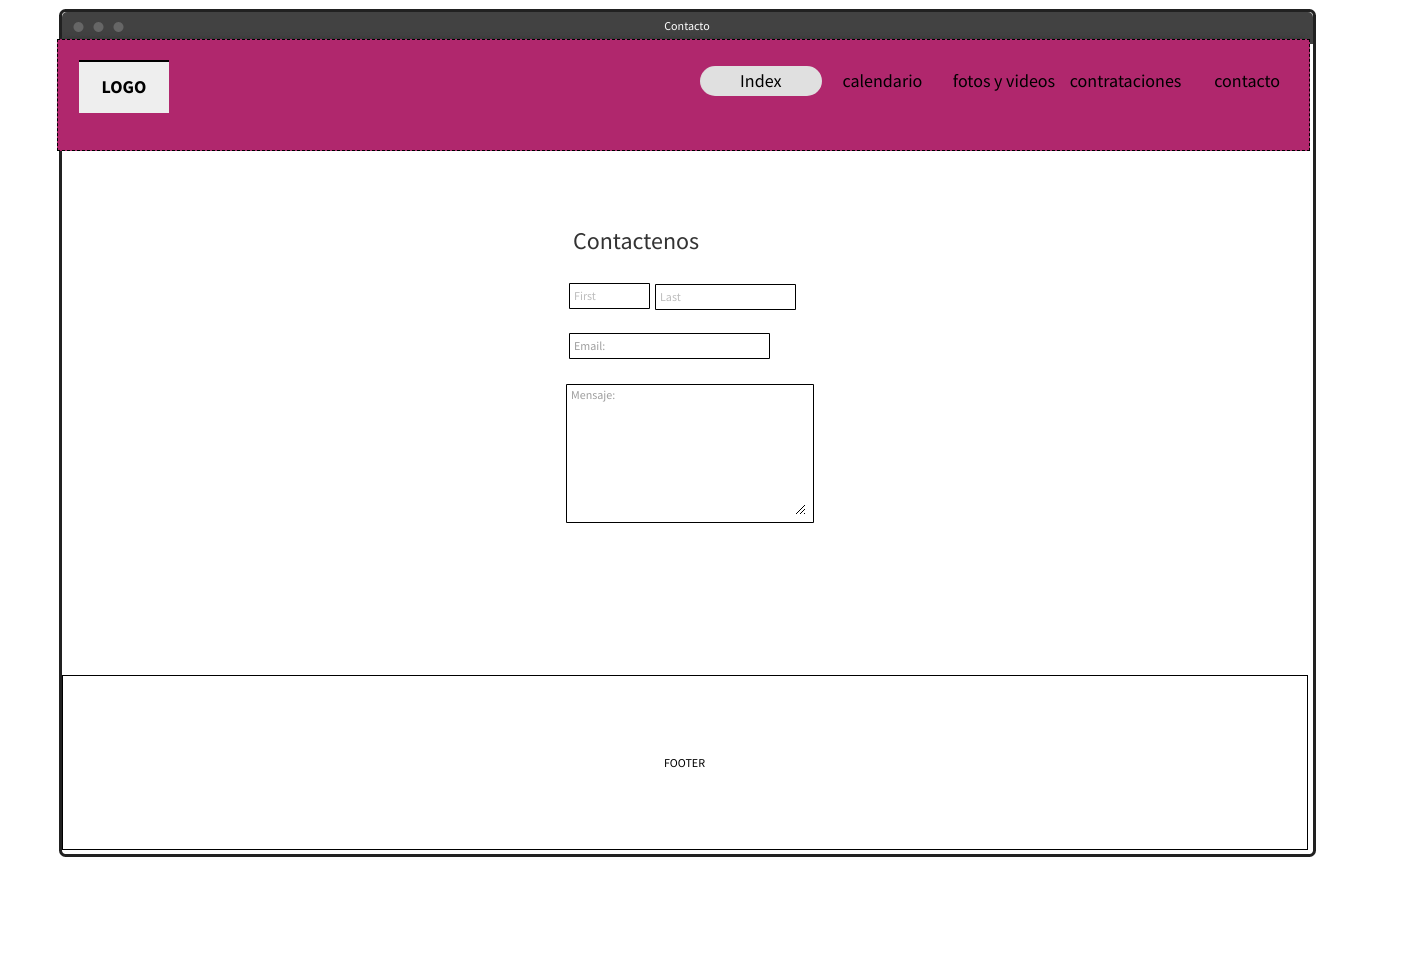 Contacto
LOGO
Index calendario fotos y videos contrataciones contacto
Contactenos
First Last
Email:
Mensaje:
FOOTER